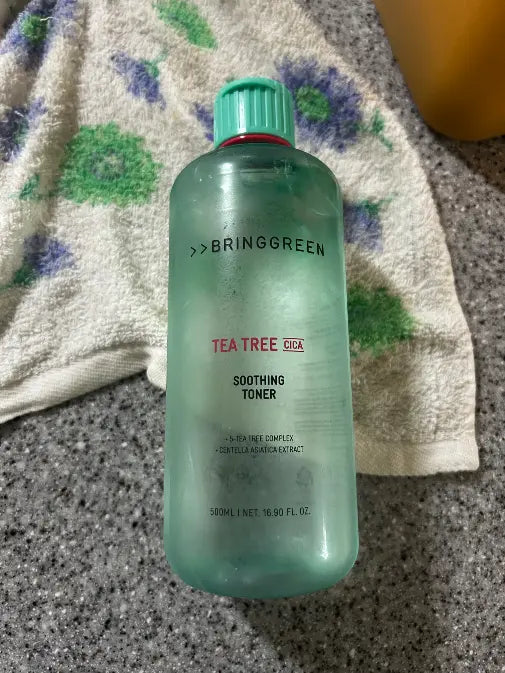 >>BRINGGREEN
TEA TREE CICA
SOOTHING
TONER
· 5-TEA TREE COMPLEX
· CENTELLA ASIATICA EXTRACT
500ML | NET. 16.90 FL. OZ.